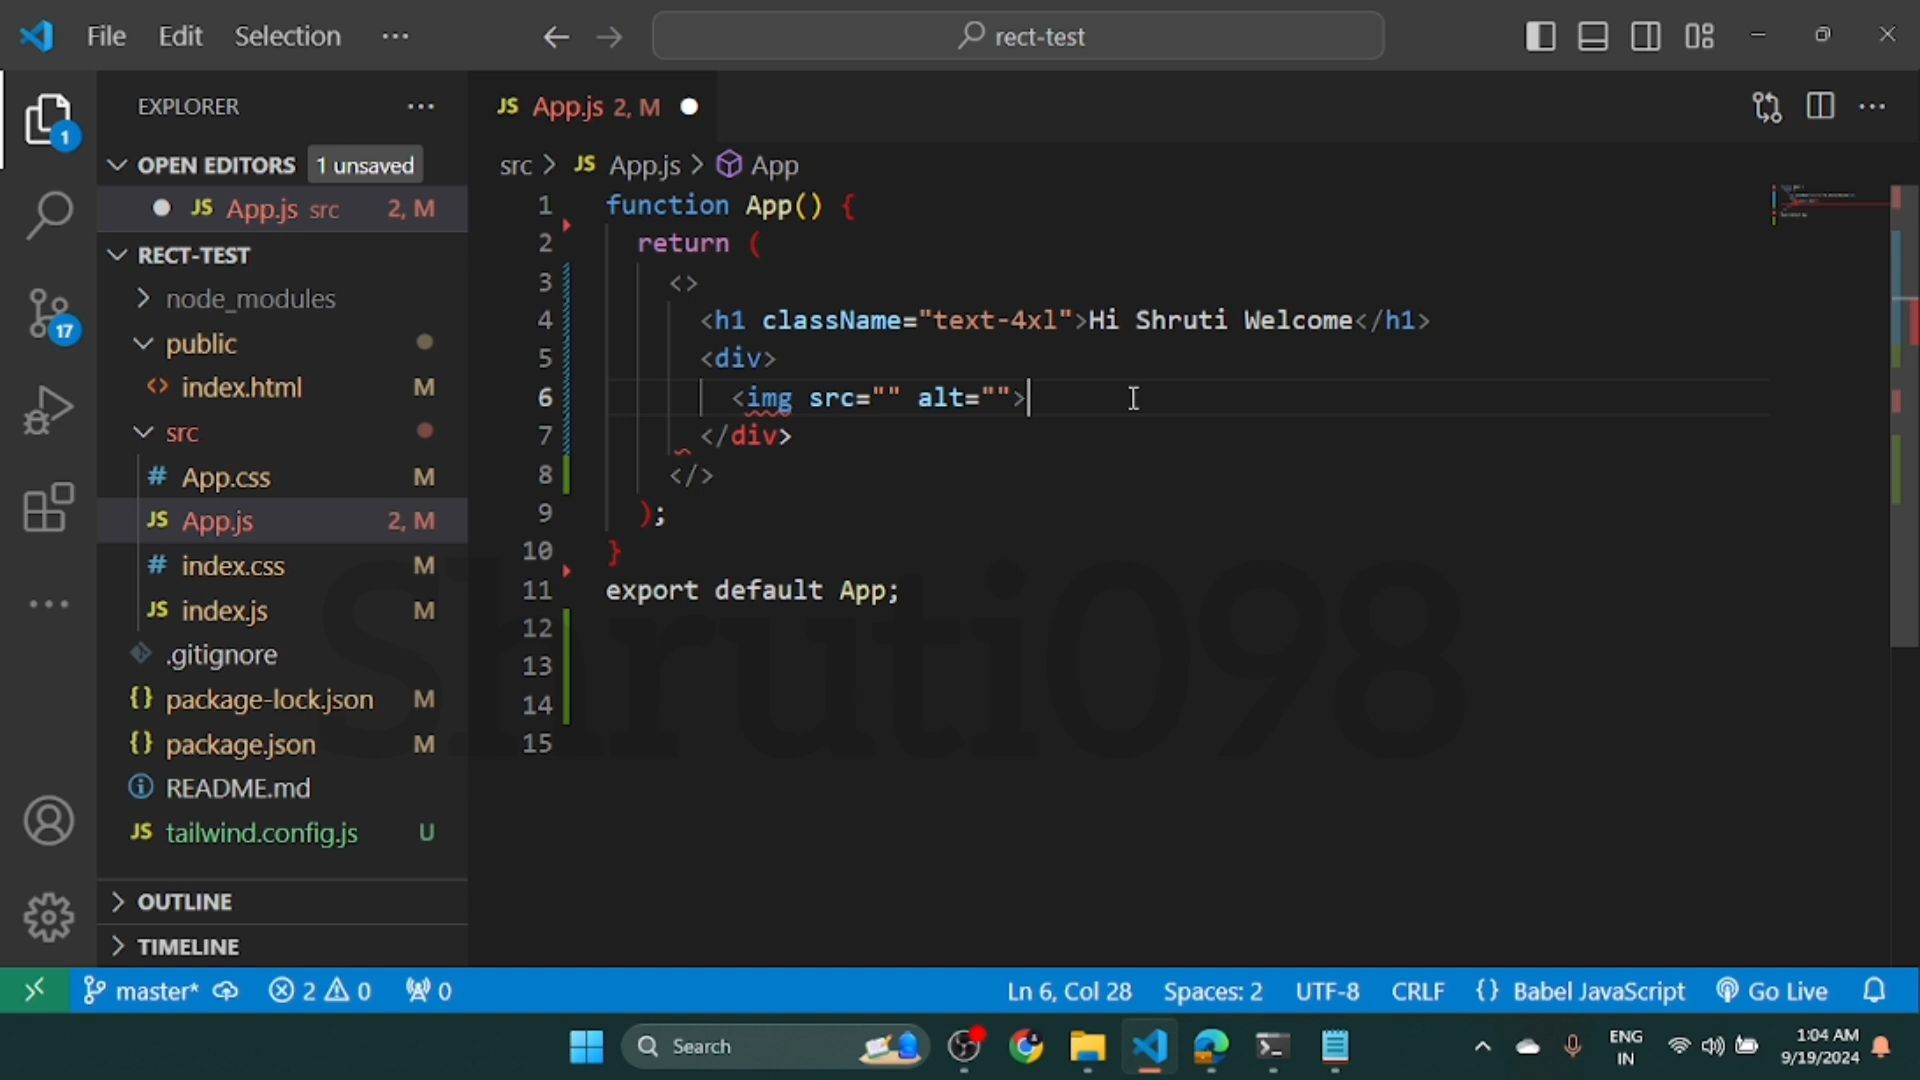 File Edit Selection ··· rect-test
EXPLORER ···
OPEN EDITORS 1 unsaved
JS App.js src 2, M
RECT-TEST
node_modules
public
<> index.html M
src
# App.css M
JS App.js 2, M
# index.css M
JS index.js M
.gitignore
{} package-lock.json M
{} package.json M
README.md
JS tailwind.config.js U
OUTLINE
TIMELINE
1
17
JS App.js 2, M
src > JS App.js > App
1 function App() {
2 return (
3 <>
4 <h1 className="text-4xl">Hi Shruti Welcome</h1>
5 <div>
6 <img src="" alt="">
7 </div>
8 </>
9 );
10 }
11 export default App;
12
13
14
15
Shruti098
master* 2 0 0 Ln 6, Col 28 Spaces: 2 UTF-8 CRLF {} Babel JavaScript Go Live
Search ENG
IN
1:04 AM
9/19/2024